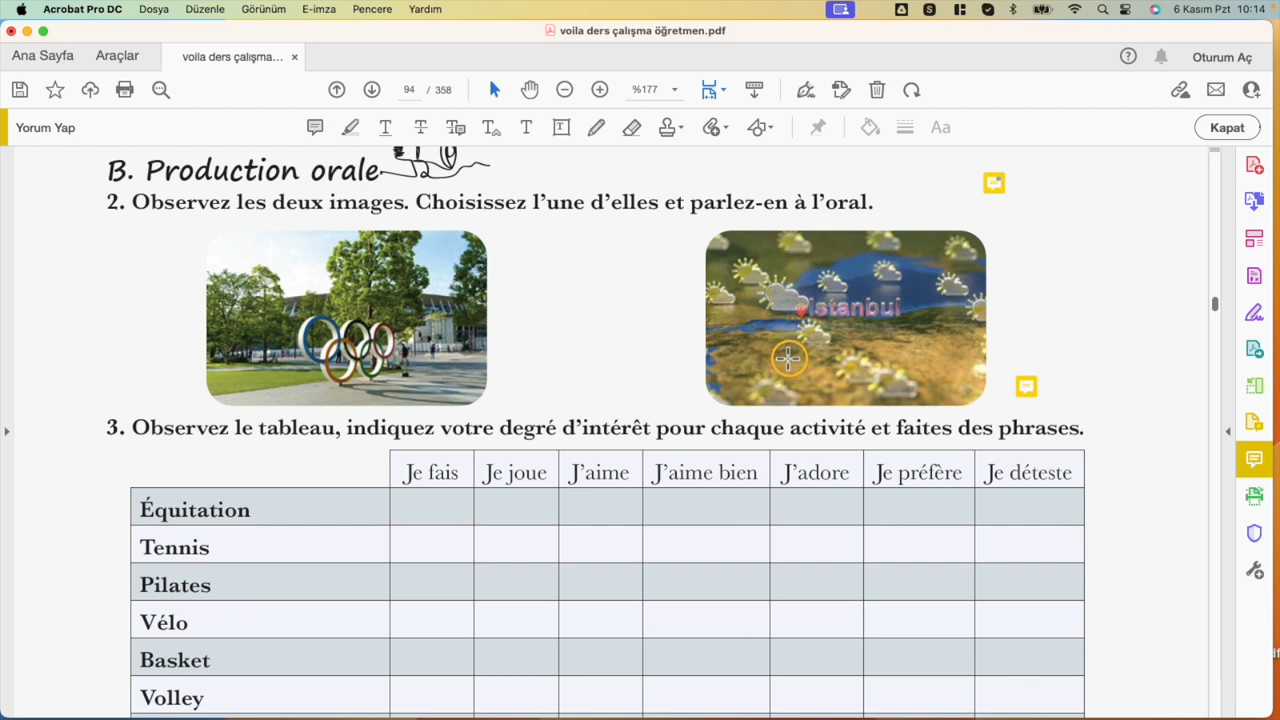 Acrobat Pro DC Dosya Düzenle Görünüm E-imza Pencere Yardım 6 Kasım Pzt 10:14
voila ders çalışma öğretmen.pdf
Ana Sayfa Araçlar voila ders çalışma... × Oturum Aç
94 / 358 %177
Yorum Yap Kapat
B. Production orale
2. Observez les deux images. Choisissez l'une d'elles et parlez-en à l'oral.
İstanbul
3. Observez le tableau, indiquez votre degré d'intérêt pour chaque activité et faites des phrases.
Je fais Je joue J'aime J'aime bien J'adore Je préfère Je déteste
Équitation
Tennis
Pilates
Vélo
Basket
Volley